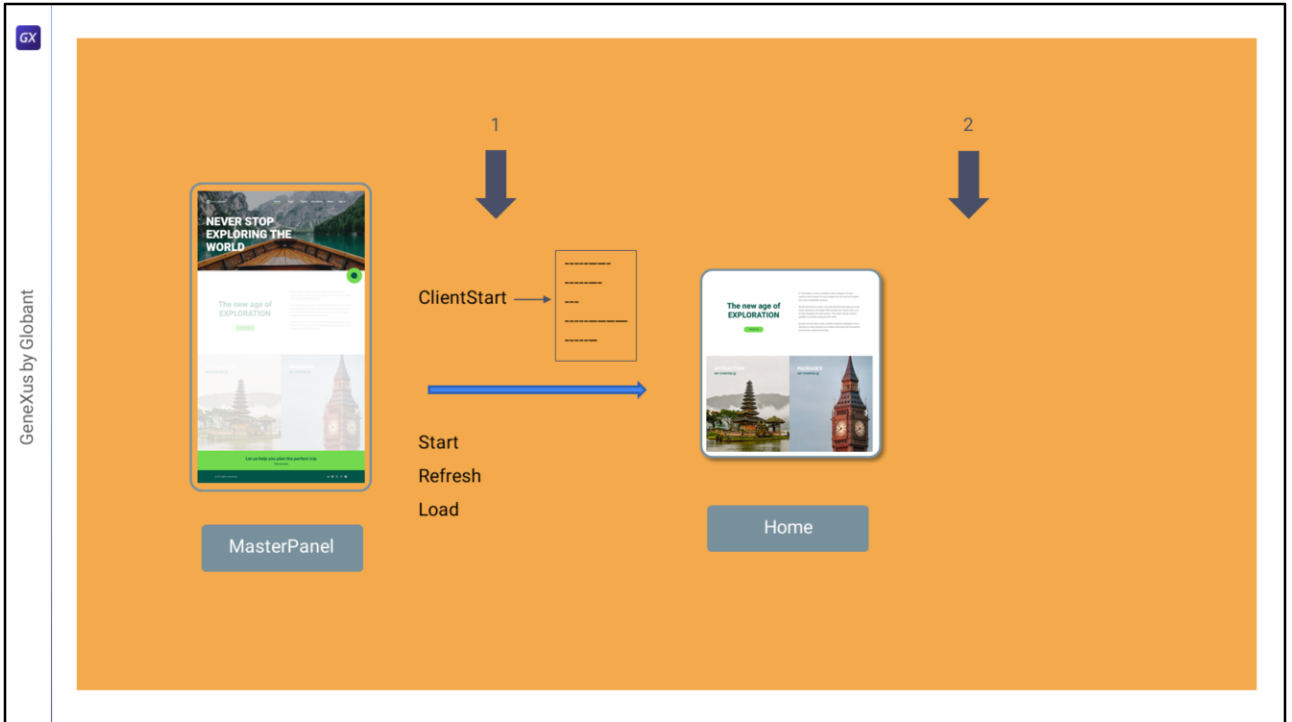 GX
GeneXus by Globant
1
2
NEVER STOP
EXPLORING THE
WORLD
The new age of
EXPLORATION
Let us help you plan the perfect trip
MasterPanel
ClientStart
---------
-------
---
------------
------
Start
Refresh
Load
The new age of
EXPLORATION
Home